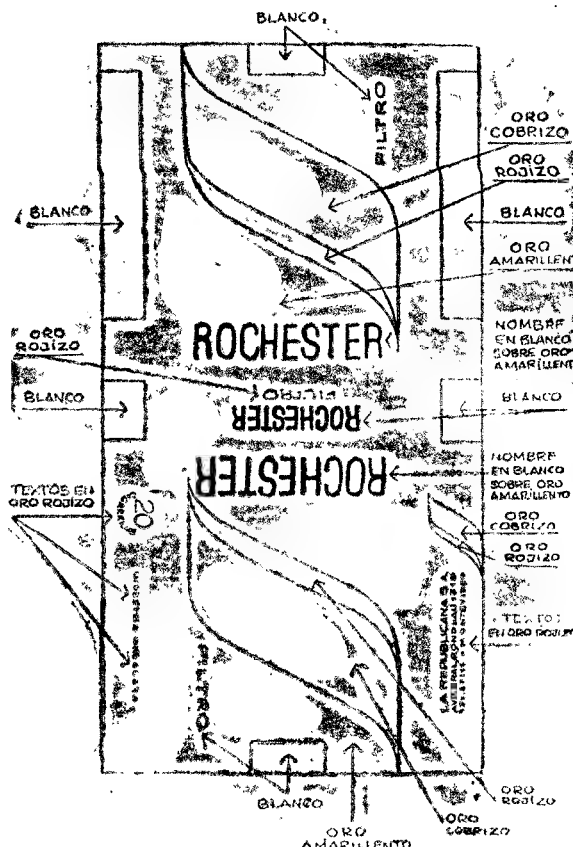 BLANCO.
FILTRO
ORO
COBRIZO
ORO
ROJIZO
BLANCO
BLANCO
ORO
AMARILLENTO
ROCHESTER
NOMBRE
EN BLANCO
SOBRE ORO
AMARILLENTO
ORO
ROJIZO
FILTRO
BLANCO
BLANCO
ROCHESTER
ROCHESTER
NOMBRE
EN BLANCO
SOBRE ORO
AMARILLENTO
TEXTOS EN
ORO ROJIZO
20
ORO
COBRIZO
ORO
ROJIZO
LA REPUBLICANA S.A.
TEXTOS
EN ORO ROJIZO
FILTRO
BLANCO
ORO
ROJIZO
ORO
COBRIZO
ORO
AMARILLENTO